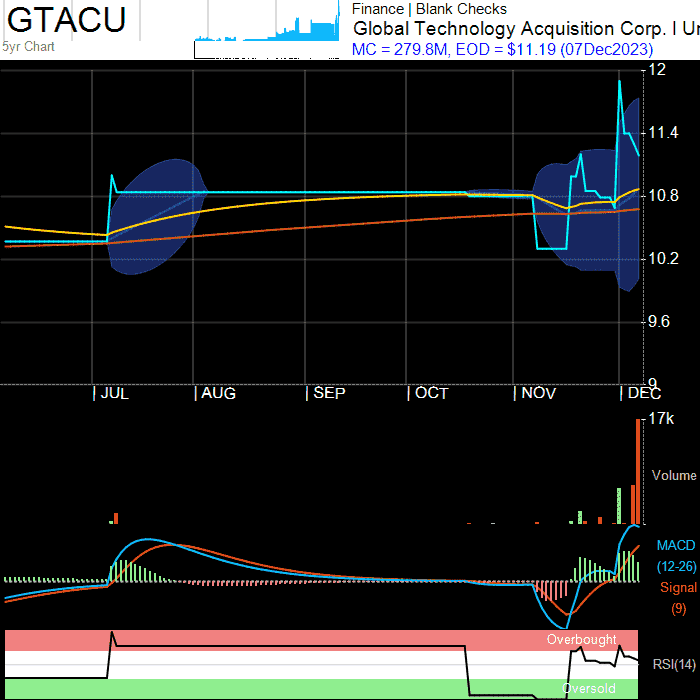 GTACU
5yr Chart
Finance | Blank Checks
Global Technology Acquisition Corp. I Ur
MC = 279.8M, EOD = $11.19 (07Dec2023)
12
11.4
10.8
10.2
9.6
9
JUL AUG SEP OCT NOV DEC
17k
Volume
MACD
(12-26)
Signal
(9)
Overbought
RSI(14)
Oversold